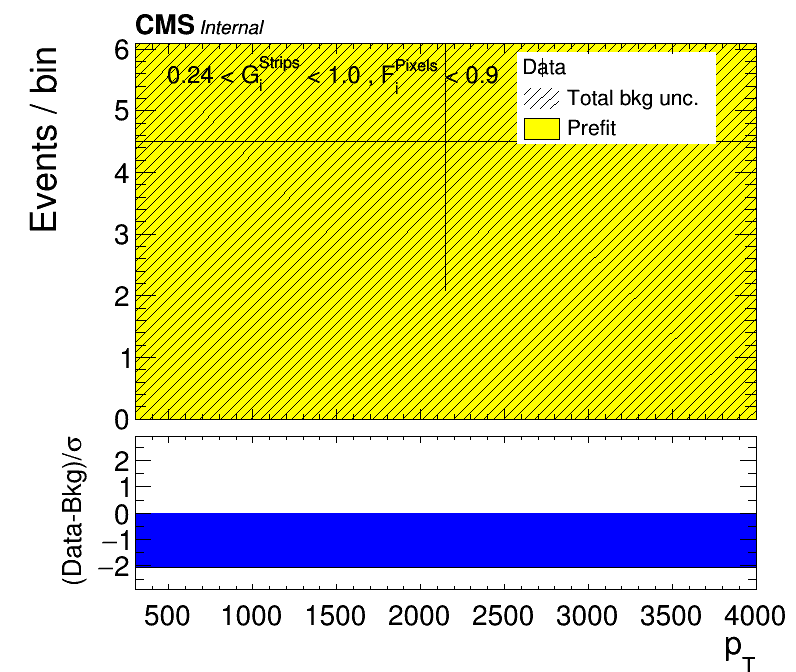 CMS Internal
Events / bin
6
5
4
3
2
1
0
0.24 < G_i^Strips < 1.0 , F_i^Pixels < 0.9
Data
Total bkg unc.
Prefit
(Data-Bkg)/σ
2
1
0
−1
−2
500 1000 1500 2000 2500 3000 3500 4000
p_T